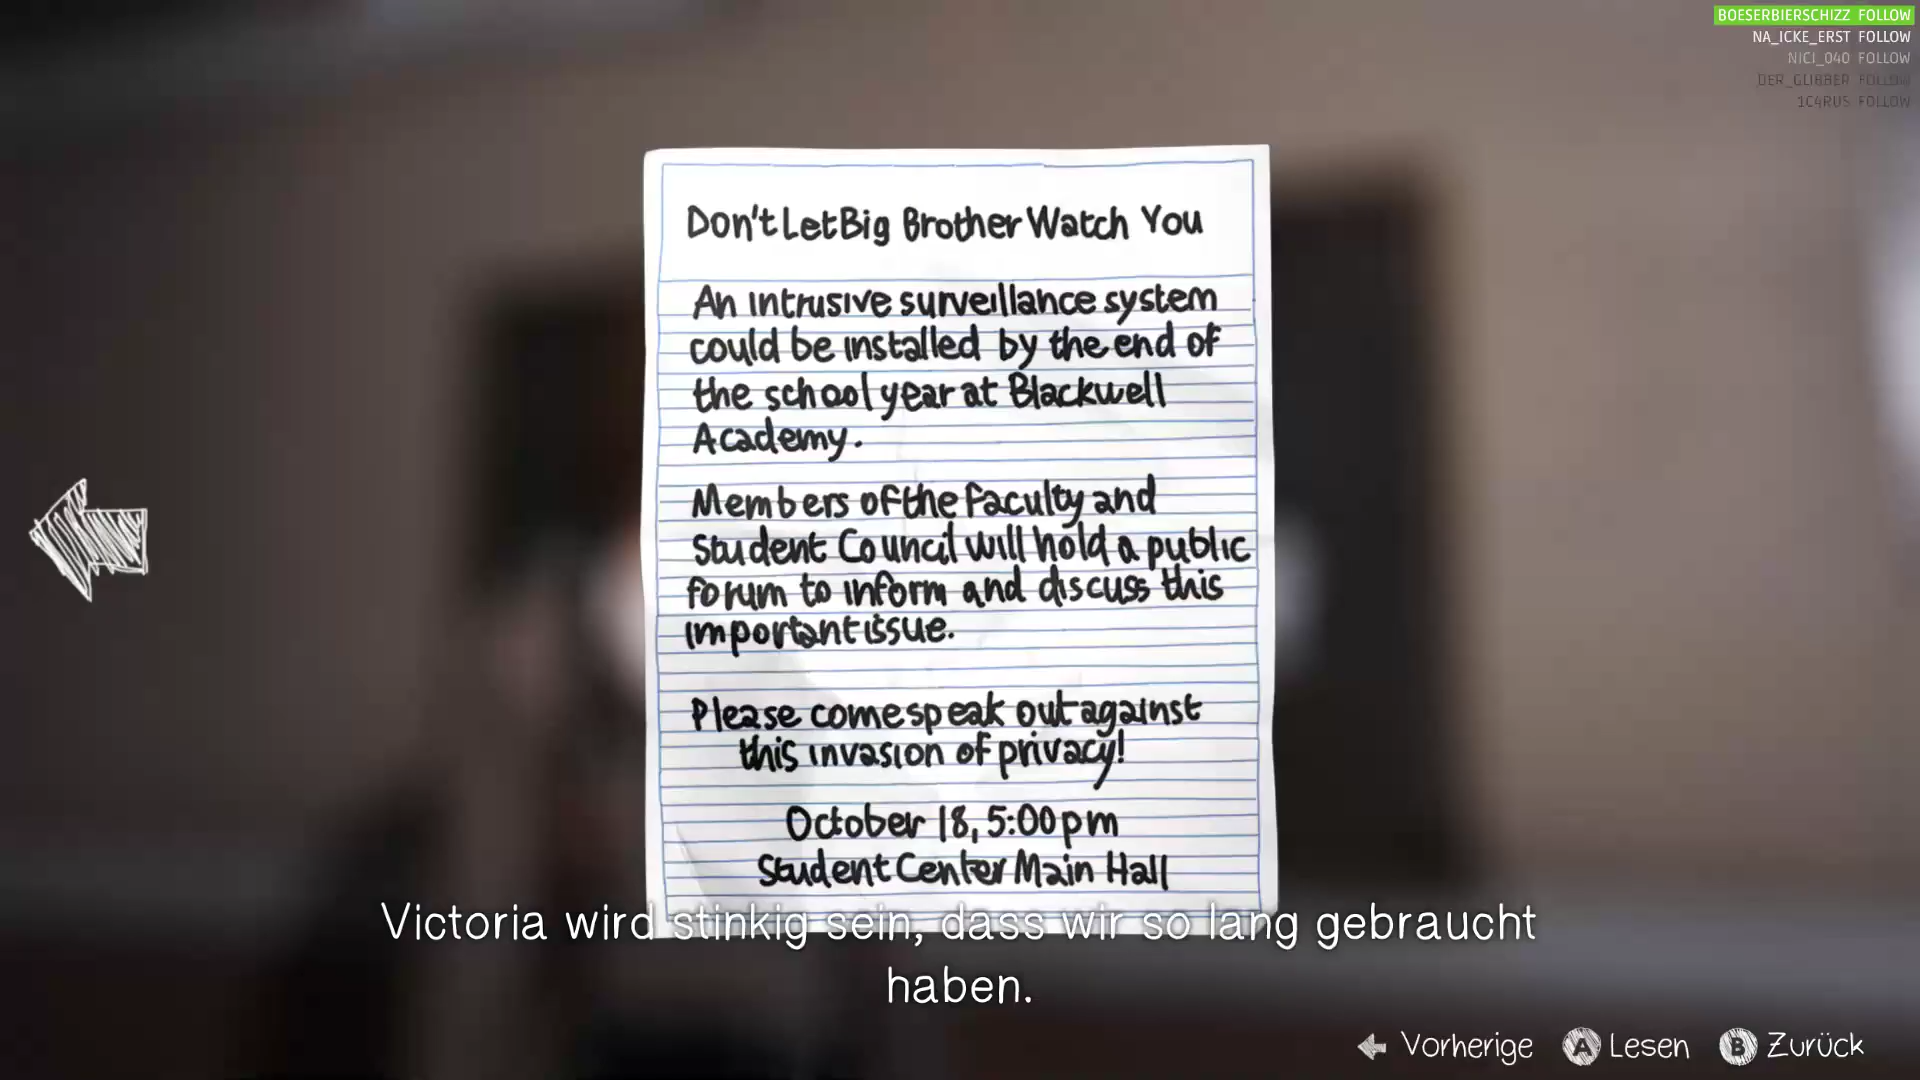 BOESERBIERSCHIZZ FOLLOW
NA_ICKE_ERST FOLLOW
NICI_040 FOLLOW
DER_GLIBBER FOLLOW
1C4RUS FOLLOW
Don't Let Big Brother Watch You
An intrusive surveillance system
could be installed by the end of
the school year at Blackwell
Academy.
Members of the faculty and
Student Council will hold a public
forum to inform and discuss this
important issue.
Please come speak out against
this invasion of privacy!
October 18, 5:00pm
Student Center Main Hall
Victoria wird stinkig sein, dass wir so lang gebraucht
haben.
Vorherige A Lesen B Zurück